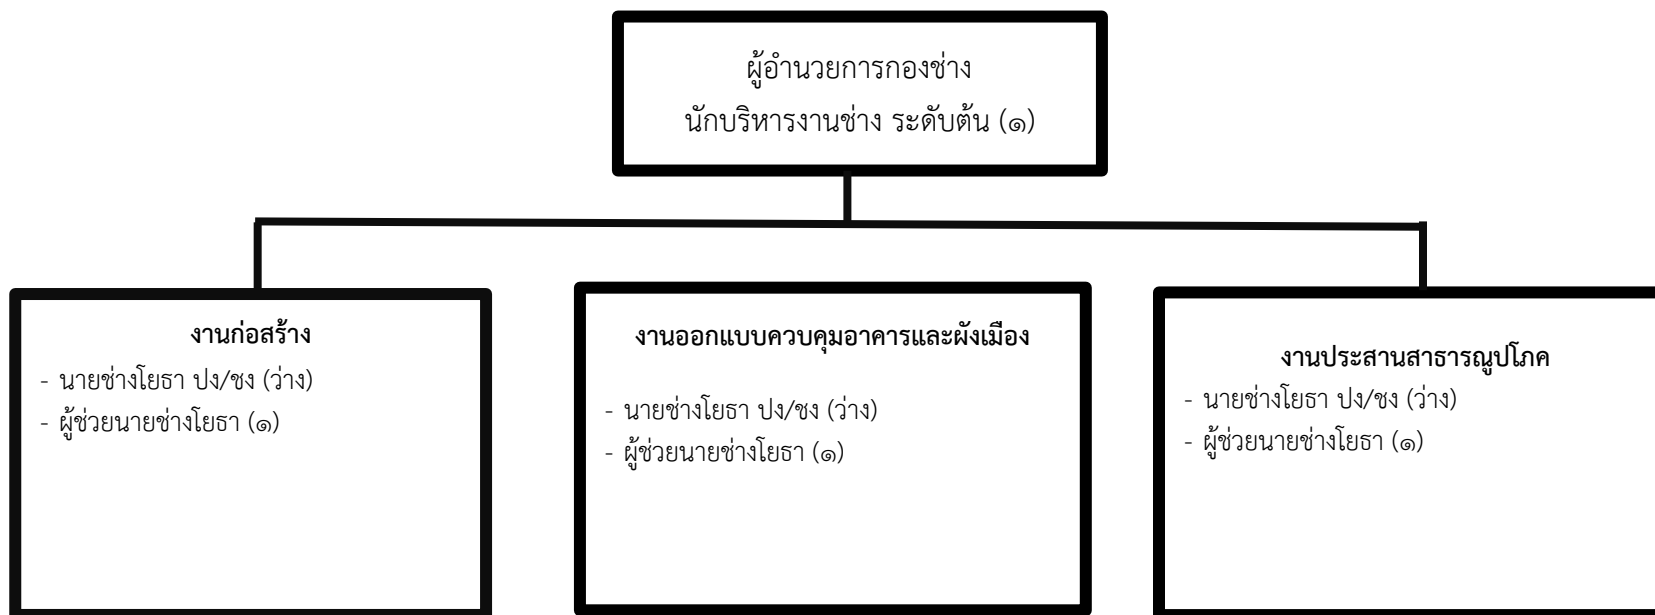 ผู้อำนวยการกองช่าง
นักบริหารงานช่าง ระดับต้น (๑)
งานก่อสร้าง
- นายช่างโยธา ปง/ชง (ว่าง)
- ผู้ช่วยนายช่างโยธา (๑)
งานออกแบบควบคุมอาคารและผังเมือง
- นายช่างโยธา ปง/ชง (ว่าง)
- ผู้ช่วยนายช่างโยธา (๑)
งานประสานสาธารณูปโภค
- นายช่างโยธา ปง/ชง (ว่าง)
- ผู้ช่วยนายช่างโยธา (๑)